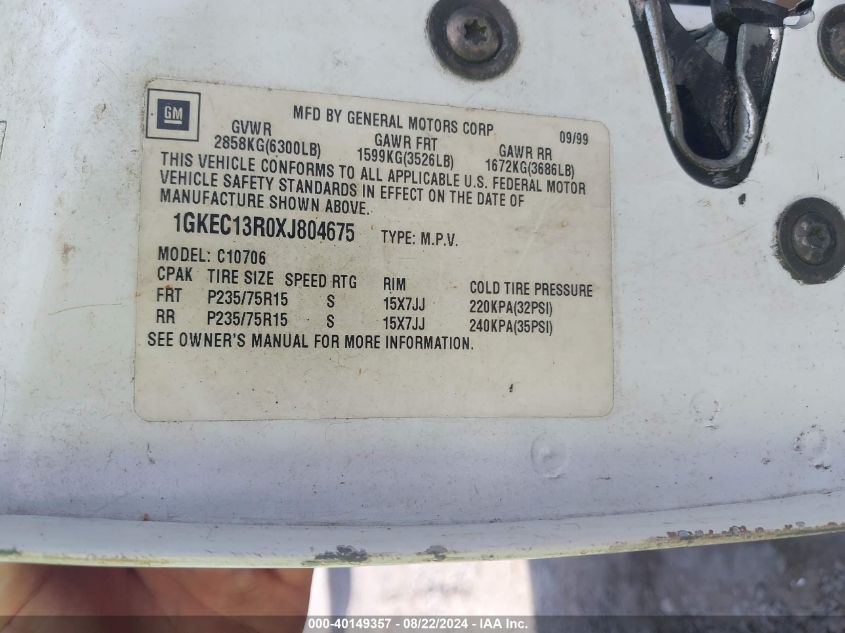 GM
MFD BY GENERAL MOTORS CORP 09/99
GVWR GAWR FRT GAWR RR
2858KG(6300LB) 1599KG(3526LB) 1672KG(3686LB)
THIS VEHICLE CONFORMS TO ALL APPLICABLE U.S. FEDERAL MOTOR
VEHICLE SAFETY STANDARDS IN EFFECT ON THE DATE OF
MANUFACTURE SHOWN ABOVE.
1GKEC13R0XJ804675 TYPE: M.P.V.
MODEL: C10706
CPAK TIRE SIZE SPEED RTG RIM COLD TIRE PRESSURE
FRT P235/75R15 S 15X7JJ 220KPA(32PSI)
RR P235/75R15 S 15X7JJ 240KPA(35PSI)
SEE OWNER'S MANUAL FOR MORE INFORMATION.
000-40149357 - 08/22/2024 - IAA Inc.